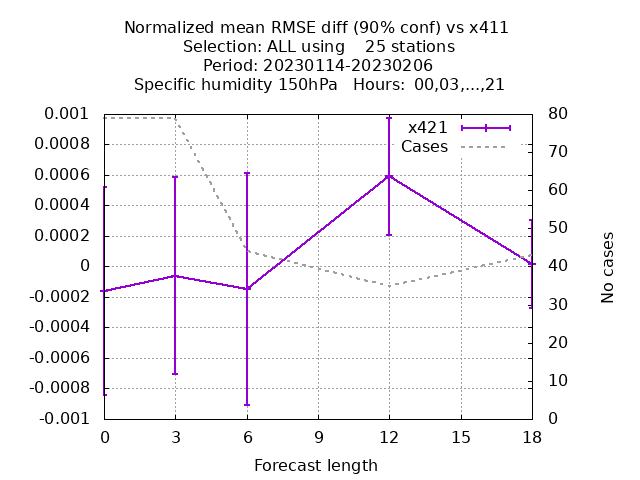 Normalized mean RMSE diff (90% conf) vs x411
Selection: ALL using    25 stations
Period: 20230114-20230206
Specific humidity 150hPa   Hours:  00,03,...,21
x421
Cases
0.001
0.0008
0.0006
0.0004
0.0002
0
-0.0002
-0.0004
-0.0006
-0.0008
-0.001
80
70
60
50
40
30
20
10
0
No cases
0 3 6 9 12 15 18
Forecast length